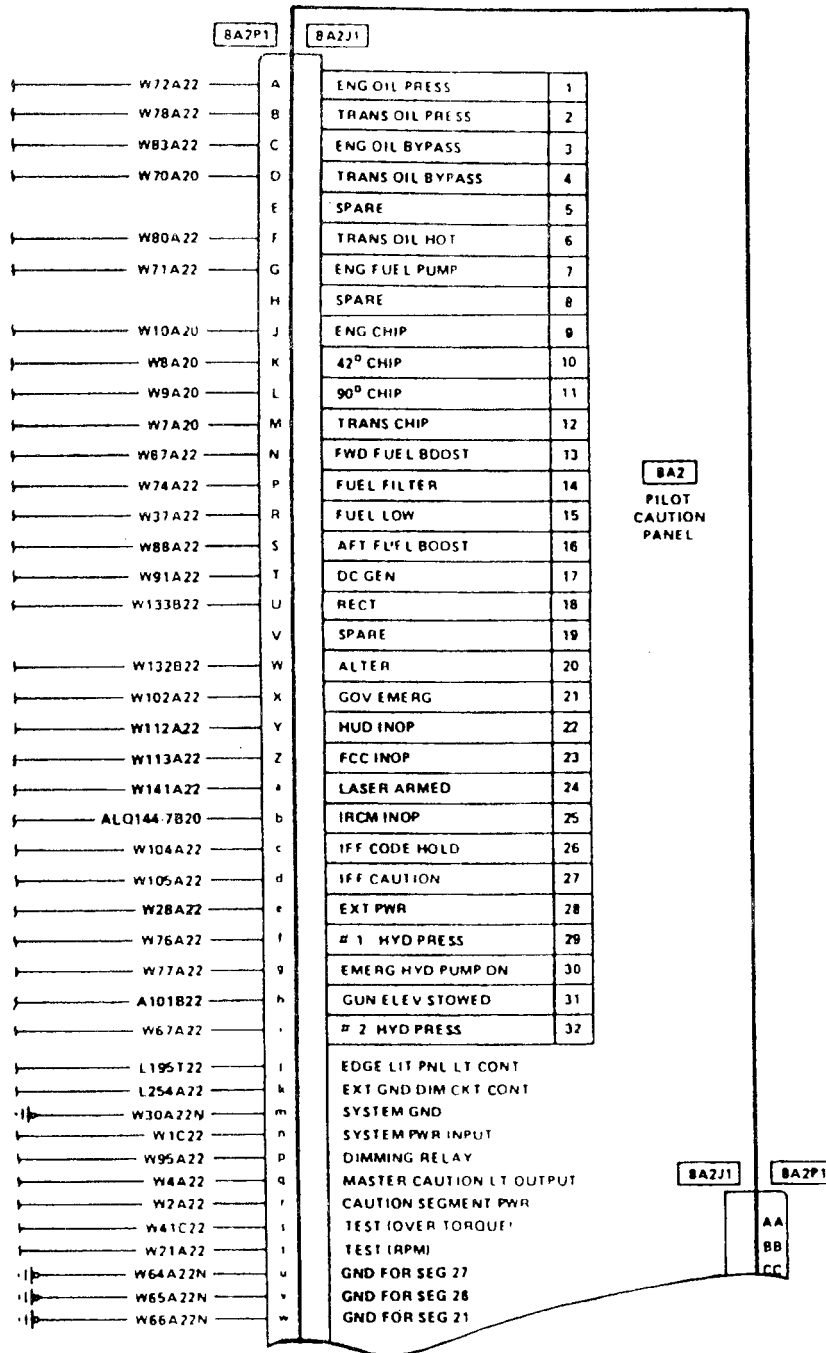 8A2P1 8A2J1
W72A22 A ENG OIL PRESS 1
W78A22 B TRANS OIL PRESS 2
W83A22 C ENG OIL BYPASS 3
W70A20 D TRANS OIL BYPASS 4
E SPARE 5
W80A22 F TRANS OIL HOT 6
W71A22 G ENG FUEL PUMP 7
H SPARE 8
W10A20 J ENG CHIP 9
W8A20 K 42° CHIP 10
W9A20 L 90° CHIP 11
W7A20 M TRANS CHIP 12
W87A22 N FWD FUEL BOOST 13
W74A22 P FUEL FILTER 14
W37A22 R FUEL LOW 15
W88A22 S AFT FUEL BOOST 16
W91A22 T DC GEN 17
W133B22 U RECT 18
V SPARE 19
W132B22 W ALTER 20
W102A22 X GOV EMERG 21
W112A22 Y HUD INOP 22
W113A22 Z FCC INOP 23
W141A22 a LASER ARMED 24
ALQ144-7B20 b IRCM INOP 25
W104A22 c IFF CODE HOLD 26
W105A22 d IFF CAUTION 27
W28A22 e EXT PWR 28
W76A22 f # 1 HYD PRESS 29
W77A22 g EMERG HYD PUMP ON 30
A101B22 h GUN ELEV STOWED 31
W67A22 # 2 HYD PRESS 32
8A2
PILOT
CAUTION
PANEL
L195T22 EDGE LIT PNL LT CONT
L254A22 k EXT GND DIM CKT CONT
W30A22N m SYSTEM GND
W1C22 n SYSTEM PWR INPUT
W95A22 p DIMMING RELAY
W4A22 q MASTER CAUTION LT OUTPUT
W2A22 r CAUTION SEGMENT PWR
W41C22 s TEST (OVER TORQUE)
W21A22 t TEST (RPM)
W64A22N u GND FOR SEG 27
W65A22N v GND FOR SEG 26
W66A22N w GND FOR SEG 21
8A2J1 8A2P1
AA
BB
CC